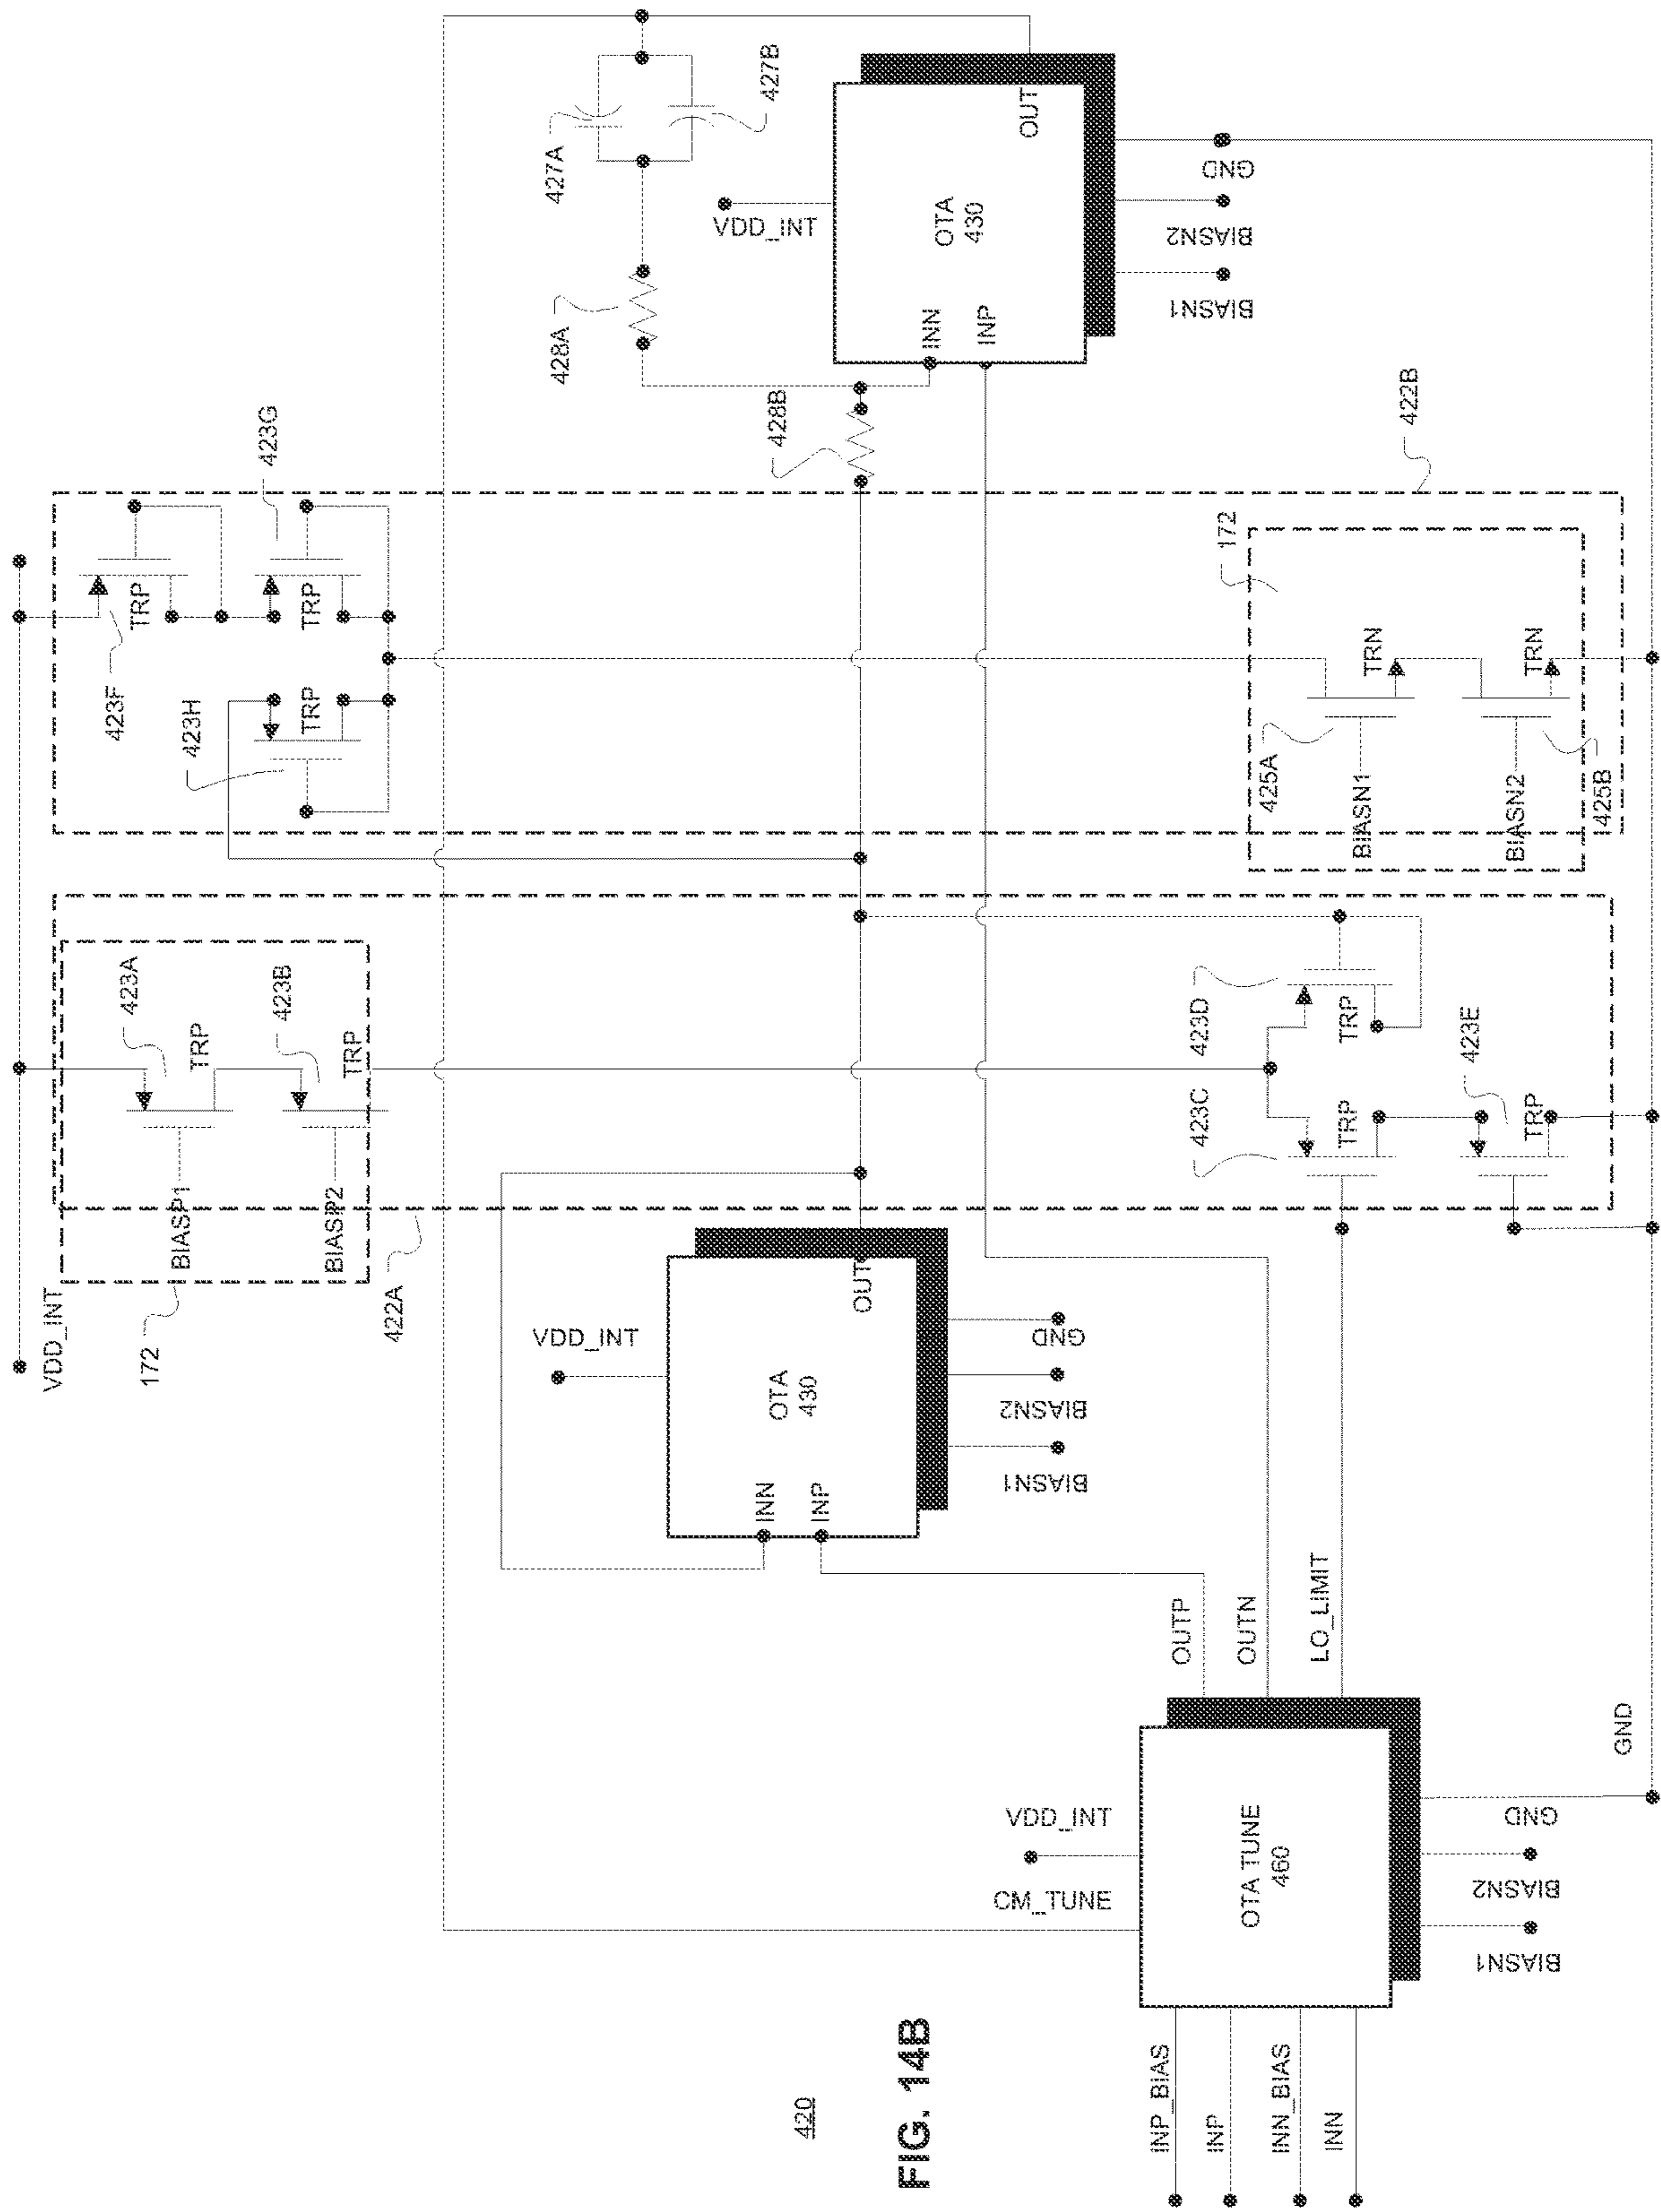 427B
427A
OUT
VDD_INT
OTA
430
GND
BIASN2
BIASN1
428A
INN
INP
428B
423G
422B
172
TRP
TRP
TRP
423F
423H
TRN
TRN
425A
425B
BIASN1
BIASN2
423A
423B
TRP
TRP
BIASP1
BIASP2
VDD_INT
172
422A
423D
423E
423C
TRP
TRP
TRP
VDD_INT
OUT
GND
OTA
430
BIASN2
BIASN1
INN
INP
OUTP
OUTN
LO_LIMIT
GND
VDD_INT
CM_TUNE
OTA TUNE
460
GND
BIASN2
BIASN1
INP_BIAS
INP
INN_BIAS
INN
420
FIG. 14B